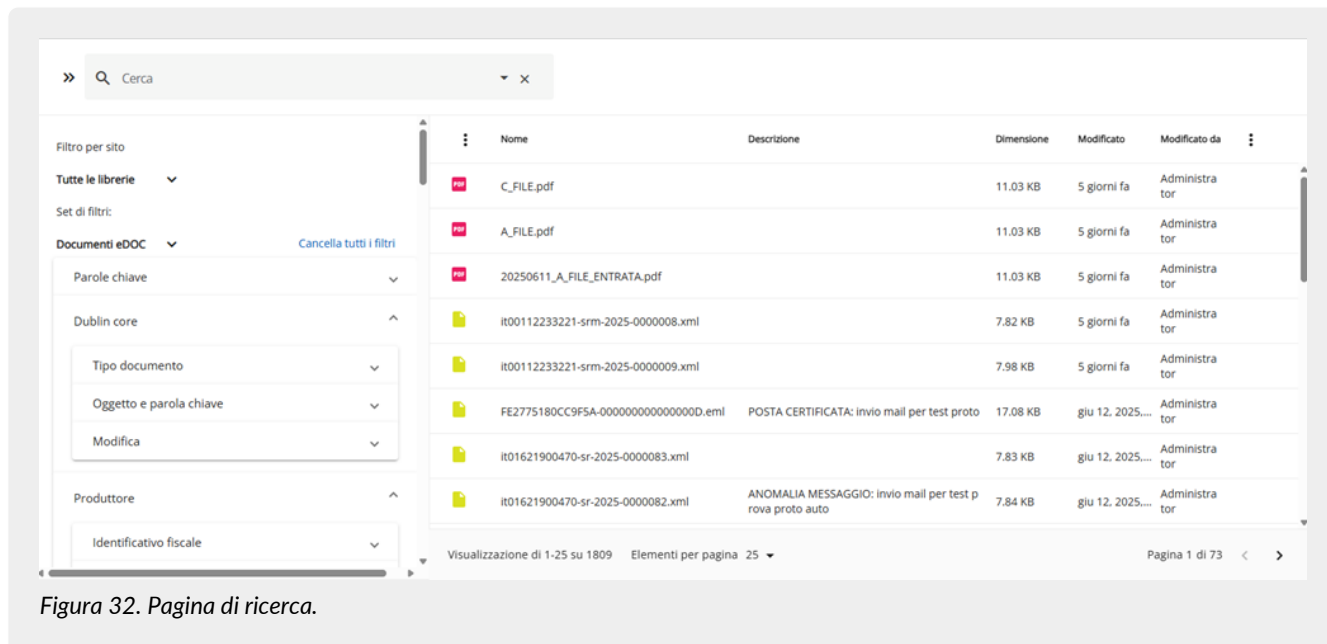 Cerca
Filtro per sito
Tutte le librerie
Set di filtri:
Documenti eDOC Cancella tutti i filtri
Parole chiave
Dublin core
Tipo documento
Oggetto e parola chiave
Modifica
Produttore
Identificativo fiscale
Nome Descrizione Dimensione Modificato Modificato da
PDF C_FILE.pdf 11.03 KB 5 giorni fa Administra
tor
PDF A_FILE.pdf 11.03 KB 5 giorni fa Administra
tor
PDF 20250611_A_FILE_ENTRATA.pdf 11.03 KB 5 giorni fa Administra
tor
it00112233221-srm-2025-0000008.xml 7.82 KB 5 giorni fa Administra
tor
it00112233221-srm-2025-0000009.xml 7.98 KB 5 giorni fa Administra
tor
FE2775180CC9F5A-000000000000000D.eml POSTA CERTIFICATA: invio mail per test proto 17.08 KB giu 12, 2025,... Administra
tor
it01621900470-sr-2025-0000083.xml 7.83 KB giu 12, 2025,... Administra
tor
it01621900470-sr-2025-0000082.xml ANOMALIA MESSAGGIO: invio mail per test p 7.84 KB giu 12, 2025,... Administra
rova proto auto tor
Visualizzazione di 1-25 su 1809 Elementi per pagina 25 Pagina 1 di 73
Figura 32. Pagina di ricerca.